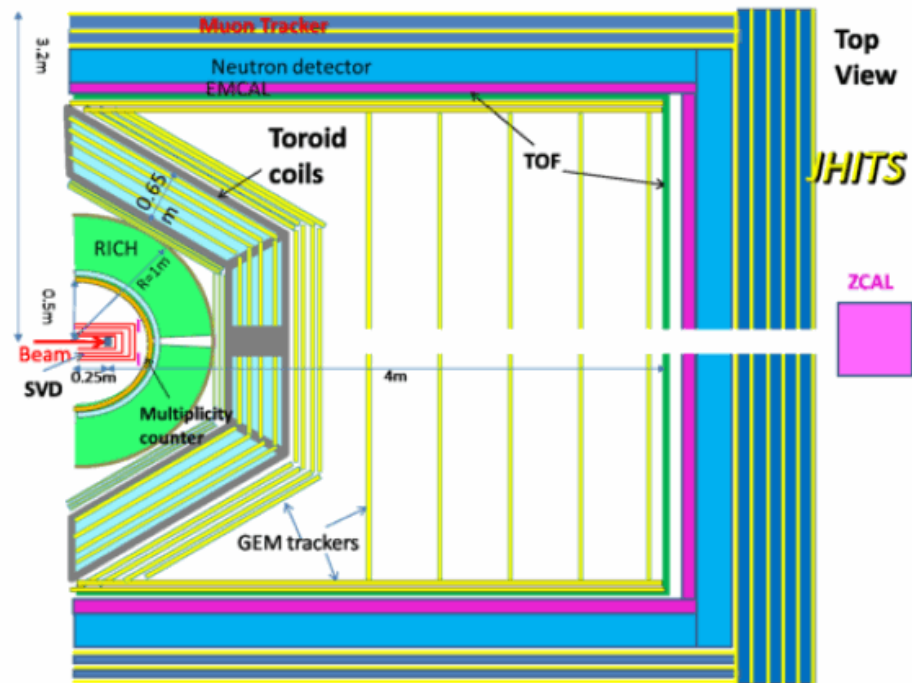 Muon Tracker
Top
View
3.2m
Neutron detector
EMCAL
Toroid
coils
TOF
JHITS
0.65
m
RICH
R=1m
ZCAL
0.5m
Beam
0.25m
4m
SVD
Multiplicity
counter
GEM trackers